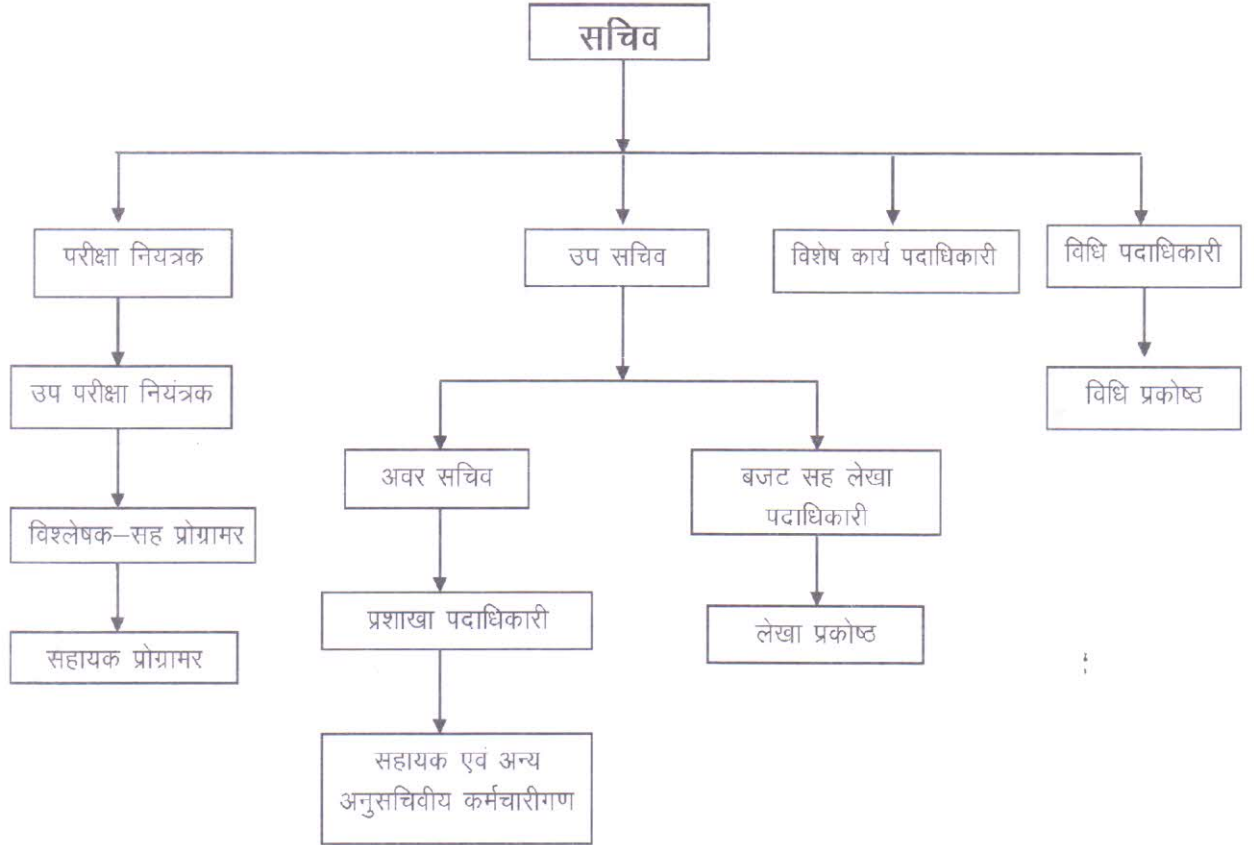 सचिव
परीक्षा नियत्रक
उप सचिव
विशेष कार्य पदाधिकारी
विधि पदाधिकारी
उप परीक्षा नियंत्रक
विधि प्रकोष्ठ
अवर सचिव
बजट सह लेखा
पदाधिकारी
विश्लेषक–सह प्रोग्रामर
प्रशाखा पदाधिकारी
लेखा प्रकोष्ठ
सहायक प्रोग्रामर
सहायक एवं अन्य
अनुसचिवीय कर्मचारीगण